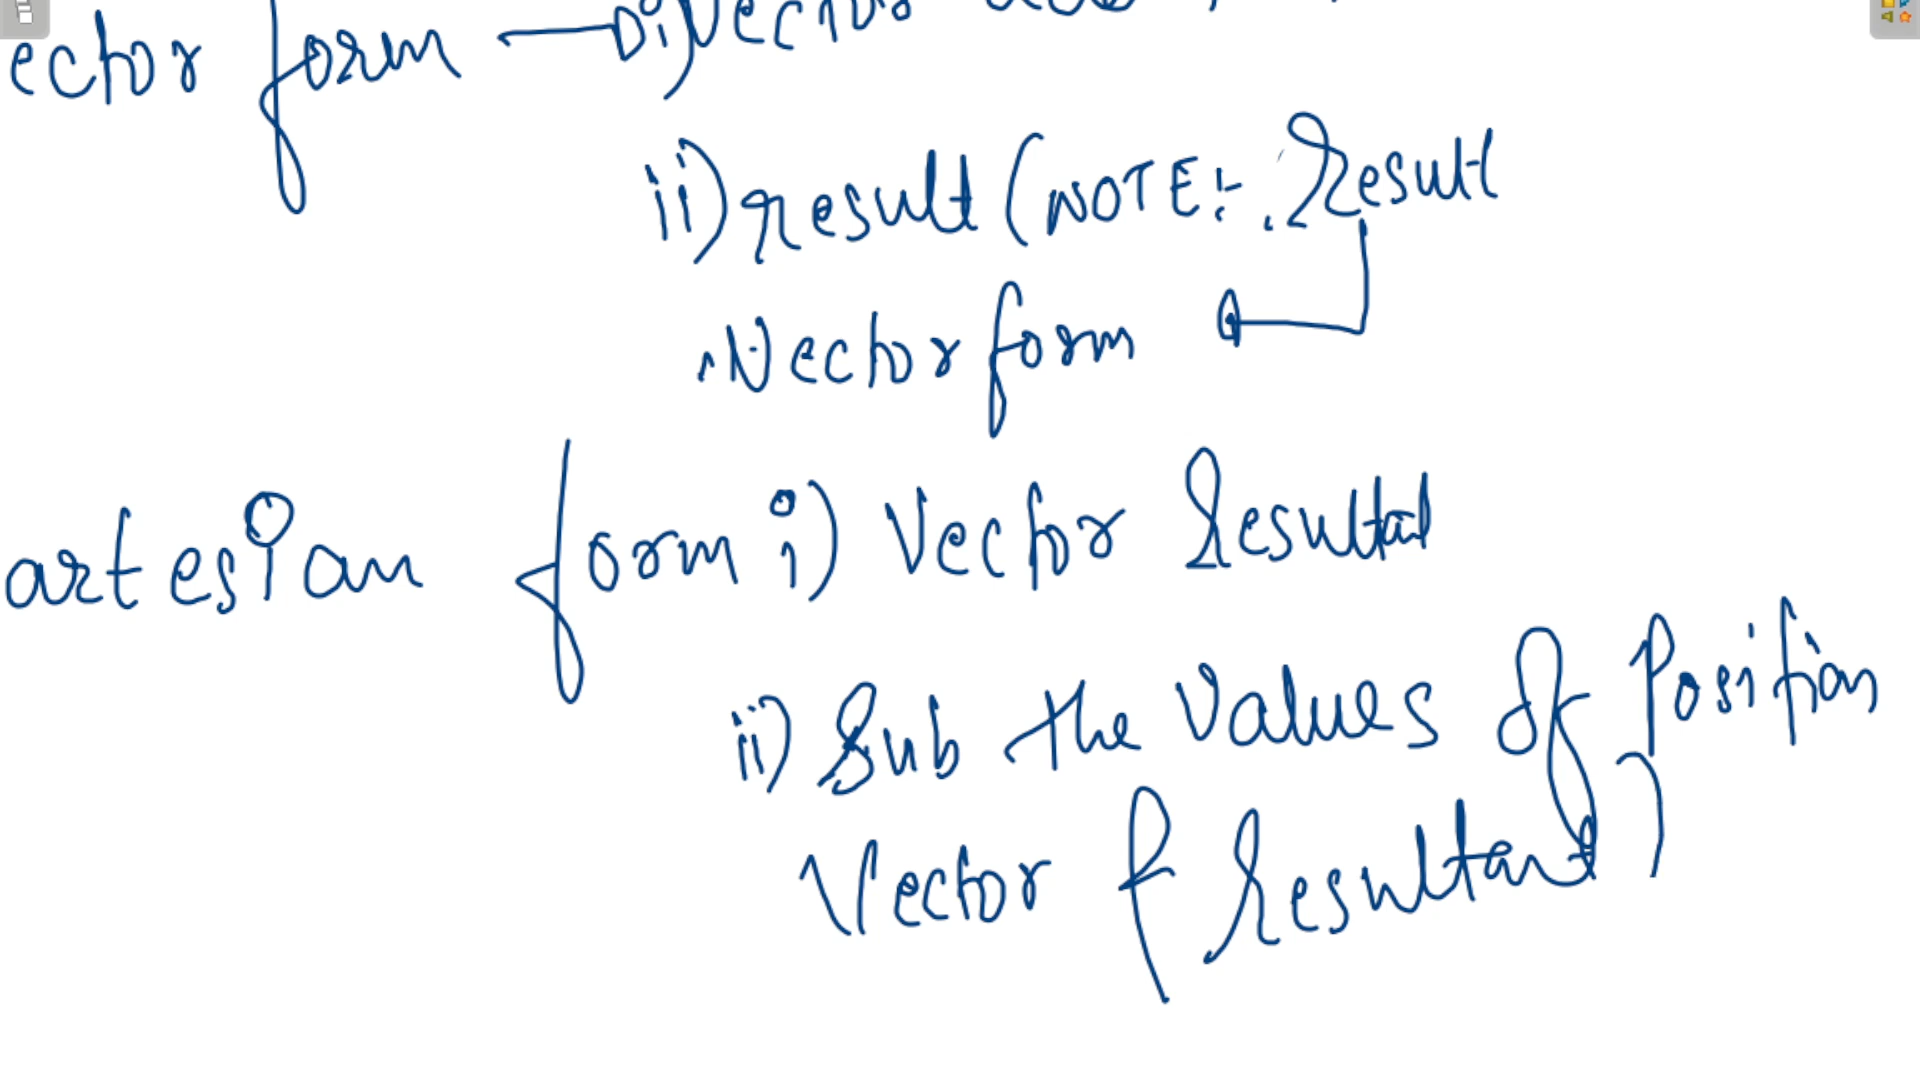 ector form — i) Vector
ii) result (NOTE:- Result
Vector form
artesian form i) Vector Resultant
ii) Sub the values of Position
Vector & Resultant)